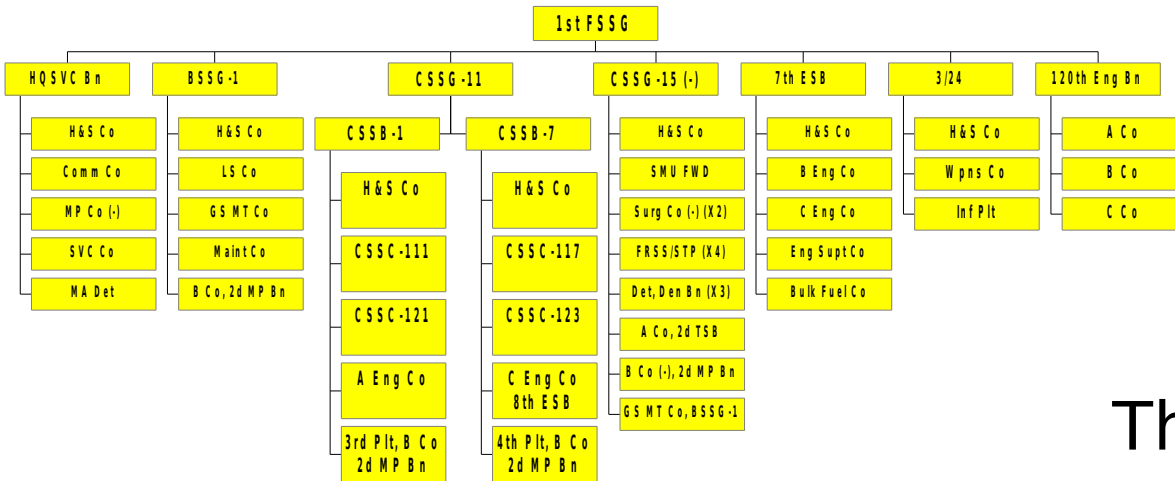 1st FSSG
HQSVC Bn
BSSG-1
CSSG-11
CSSG-15 (-)
7th ESB
3/24
120th Eng Bn
H&S Co
Comm Co
MP Co (-)
SVC Co
MA Det
H&S Co
LS Co
GS MT Co
Maint Co
B Co, 2d MP Bn
CSSB-1
H&S Co
CSSC-111
CSSC-121
A Eng Co
3rd Plt, B Co
2d MP Bn
CSSB-7
H&S Co
CSSC-117
CSSC-123
C Eng Co
8th ESB
4th Plt, B Co
2d MP Bn
H&S Co
SMU FWD
Surg Co (-) (X2)
FRSS/STP (X4)
Det, Den Bn (X3)
A Co, 2d TSB
B Co (-), 2d MP Bn
GS MT Co, BSSG-1
H&S Co
B Eng Co
C Eng Co
Eng Supt Co
Bulk Fuel Co
H&S Co
Wpns Co
Inf Plt
A Co
B Co
C Co